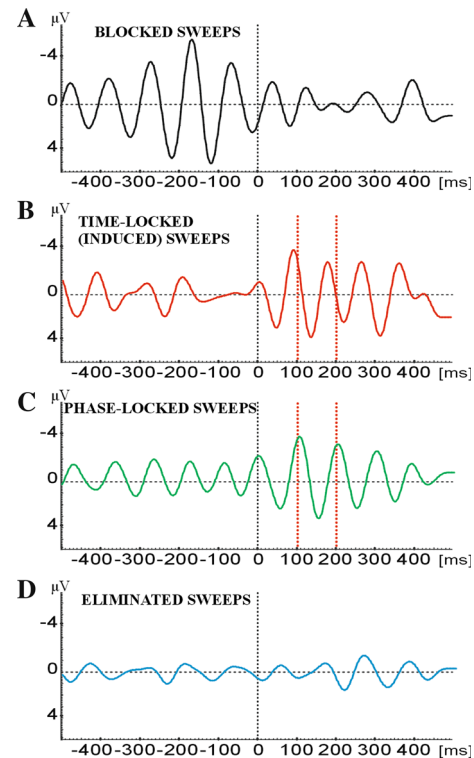 A
µV
BLOCKED SWEEPS
-4
0
4
-400-300-200-100 0 100 200 300 400 [ms]
B
µV
TIME-LOCKED
(INDUCED) SWEEPS
-4
0
4
-400-300-200-100 0 100 200 300 400 [ms]
C
µV
PHASE-LOCKED SWEEPS
-4
0
4
-400-300-200-100 0 100 200 300 400 [ms]
D
µV
ELIMINATED SWEEPS
-4
0
4
-400-300-200-100 0 100 200 300 400 [ms]